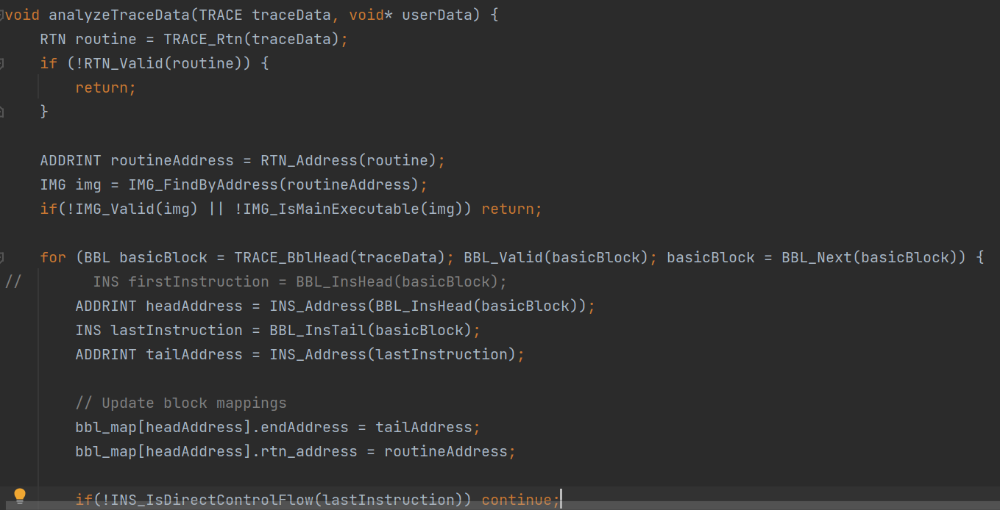 void analyzeTraceData(TRACE traceData, void* userData) {
    RTN routine = TRACE_Rtn(traceData);
    if (!RTN_Valid(routine)) {
        return;
    }

    ADDRINT routineAddress = RTN_Address(routine);
    IMG img = IMG_FindByAddress(routineAddress);
    if(!IMG_Valid(img) || !IMG_IsMainExecutable(img)) return;

    for (BBL basicBlock = TRACE_BblHead(traceData); BBL_Valid(basicBlock); basicBlock = BBL_Next(basicBlock)) {
//        INS firstInstruction = BBL_InsHead(basicBlock);
        ADDRINT headAddress = INS_Address(BBL_InsHead(basicBlock));
        INS lastInstruction = BBL_InsTail(basicBlock);
        ADDRINT tailAddress = INS_Address(lastInstruction);

        // Update block mappings
        bbl_map[headAddress].endAddress = tailAddress;
        bbl_map[headAddress].rtn_address = routineAddress;

        if(!INS_IsDirectControlFlow(lastInstruction)) continue;